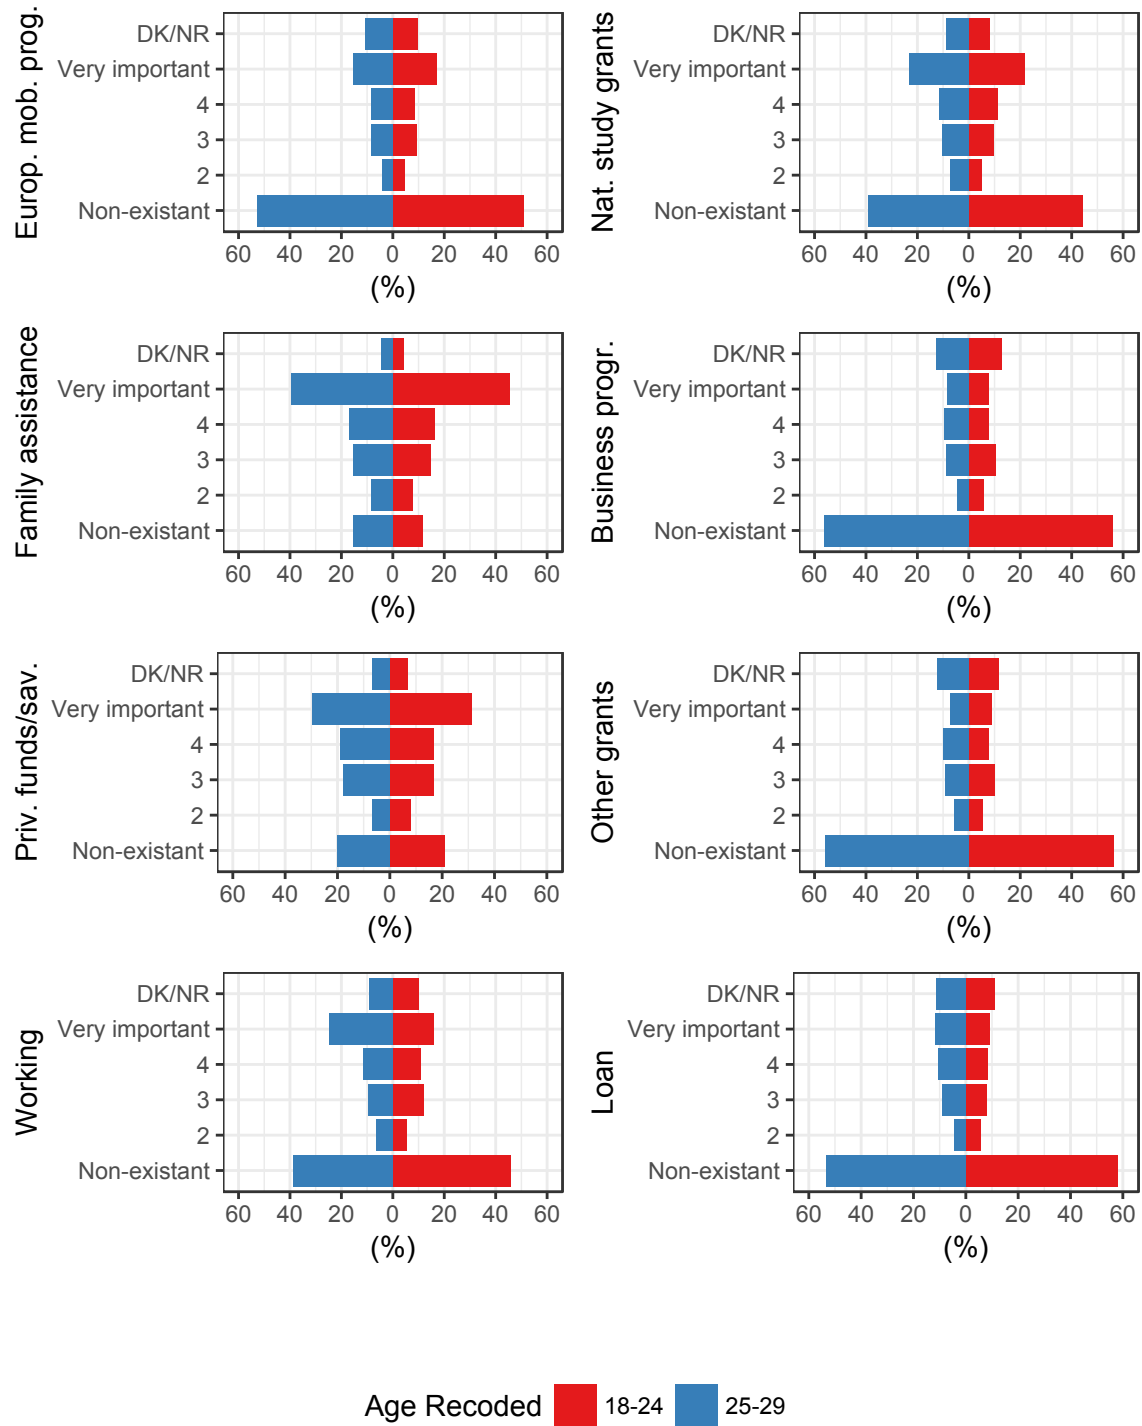 Europ. mob. prog.
DK/NR
Very important
4
3
2
Non-existant
60 40 20 0 20 40 60
(%)
Nat. study grants
DK/NR
Very important
4
3
2
Non-existant
60 40 20 0 20 40 60
(%)
Family assistance
DK/NR
Very important
4
3
2
Non-existant
60 40 20 0 20 40 60
(%)
Business progr.
DK/NR
Very important
4
3
2
Non-existant
60 40 20 0 20 40 60
(%)
Priv. funds/sav.
DK/NR
Very important
4
3
2
Non-existant
60 40 20 0 20 40 60
(%)
Other grants
DK/NR
Very important
4
3
2
Non-existant
60 40 20 0 20 40 60
(%)
Working
DK/NR
Very important
4
3
2
Non-existant
60 40 20 0 20 40 60
(%)
Loan
DK/NR
Very important
4
3
2
Non-existant
60 40 20 0 20 40 60
(%)
Age Recoded 18-24 25-29